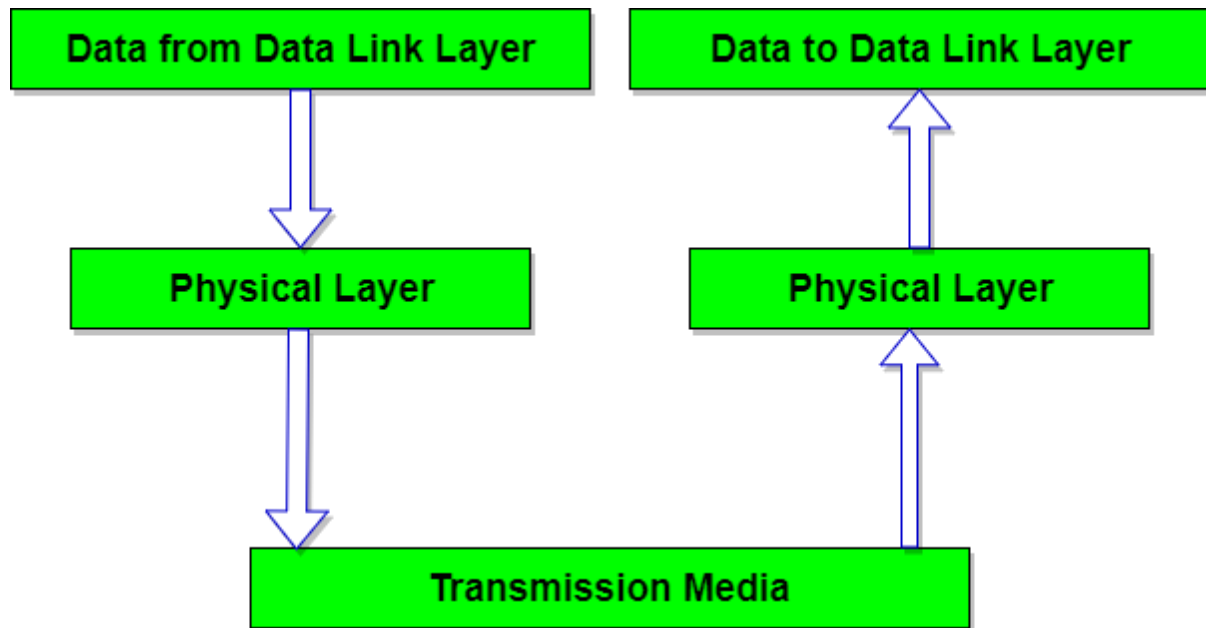 Data from Data Link Layer
Data to Data Link Layer
Physical Layer
Physical Layer
Transmission Media